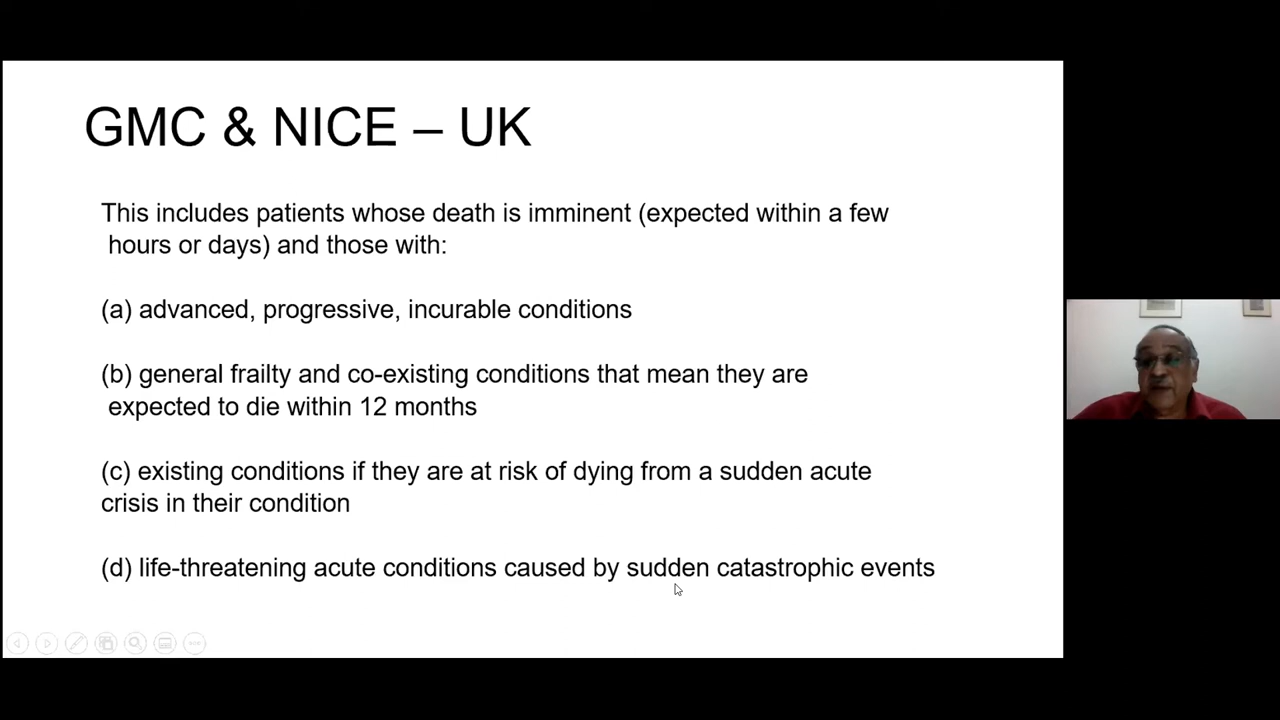 GMC & NICE – UK
This includes patients whose death is imminent (expected within a few
hours or days) and those with:
(a) advanced, progressive, incurable conditions
(b) general frailty and co-existing conditions that mean they are
expected to die within 12 months
(c) existing conditions if they are at risk of dying from a sudden acute
crisis in their condition
(d) life-threatening acute conditions caused by sudden catastrophic events